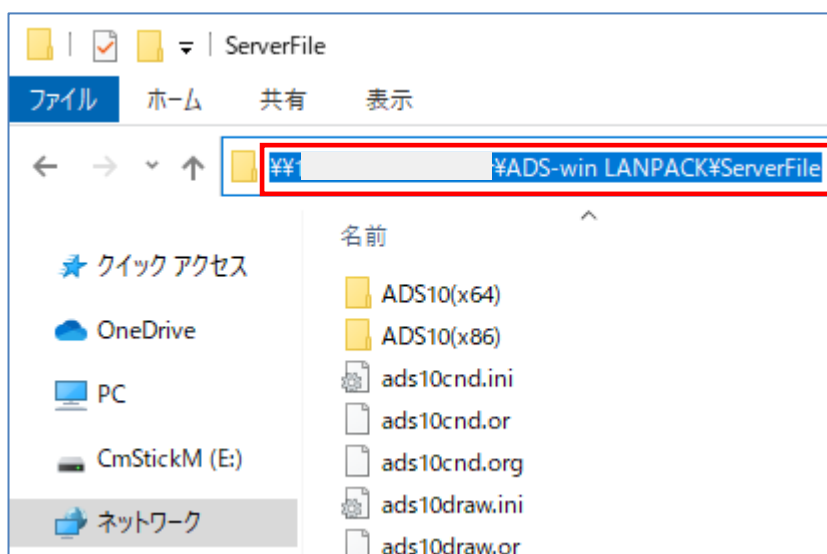 ServerFile
ファイル ホーム 共有 表示
¥¥1 ¥ADS-win LANPACK¥ServerFile
名前
クイック アクセス
OneDrive
PC
CmStickM (E:)
ネットワーク
ADS10(x64)
ADS10(x86)
ads10cnd.ini
ads10cnd.or
ads10cnd.org
ads10draw.ini
ads10draw.or